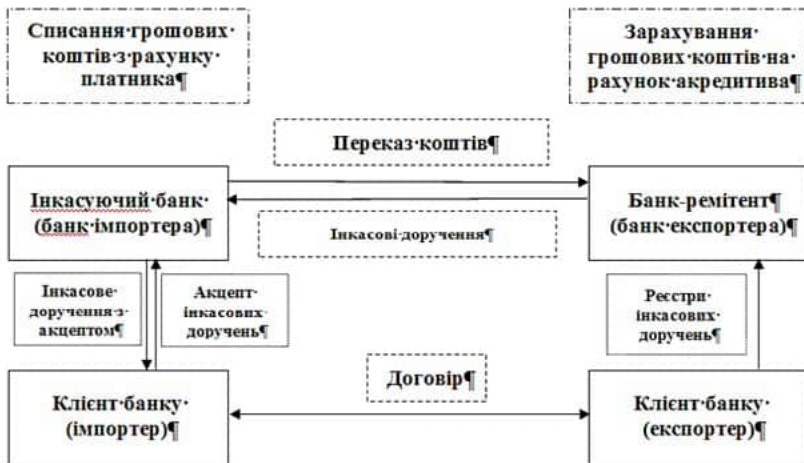 Списання·грошових·
коштів·з·рахунку·
платника¶
Зарахування·
грошових·коштів·на·
рахунок·акредитива¶
Переказ·коштів¶
Інкасуючий·банк·
(банк·імпортера)¶
Банк-ремітент¶
(банк·експортера)¶
Інкасові·доручення¶
Інкасове·
доручення·з·
акцептом¶
Акцепт·
інкасових·
доручень¶
Реєстри·
інкасових·
доручень¶
Договір¶
Клієнт·банку·
(імпортер)¶
Клієнт·банку·
(експортер)¶